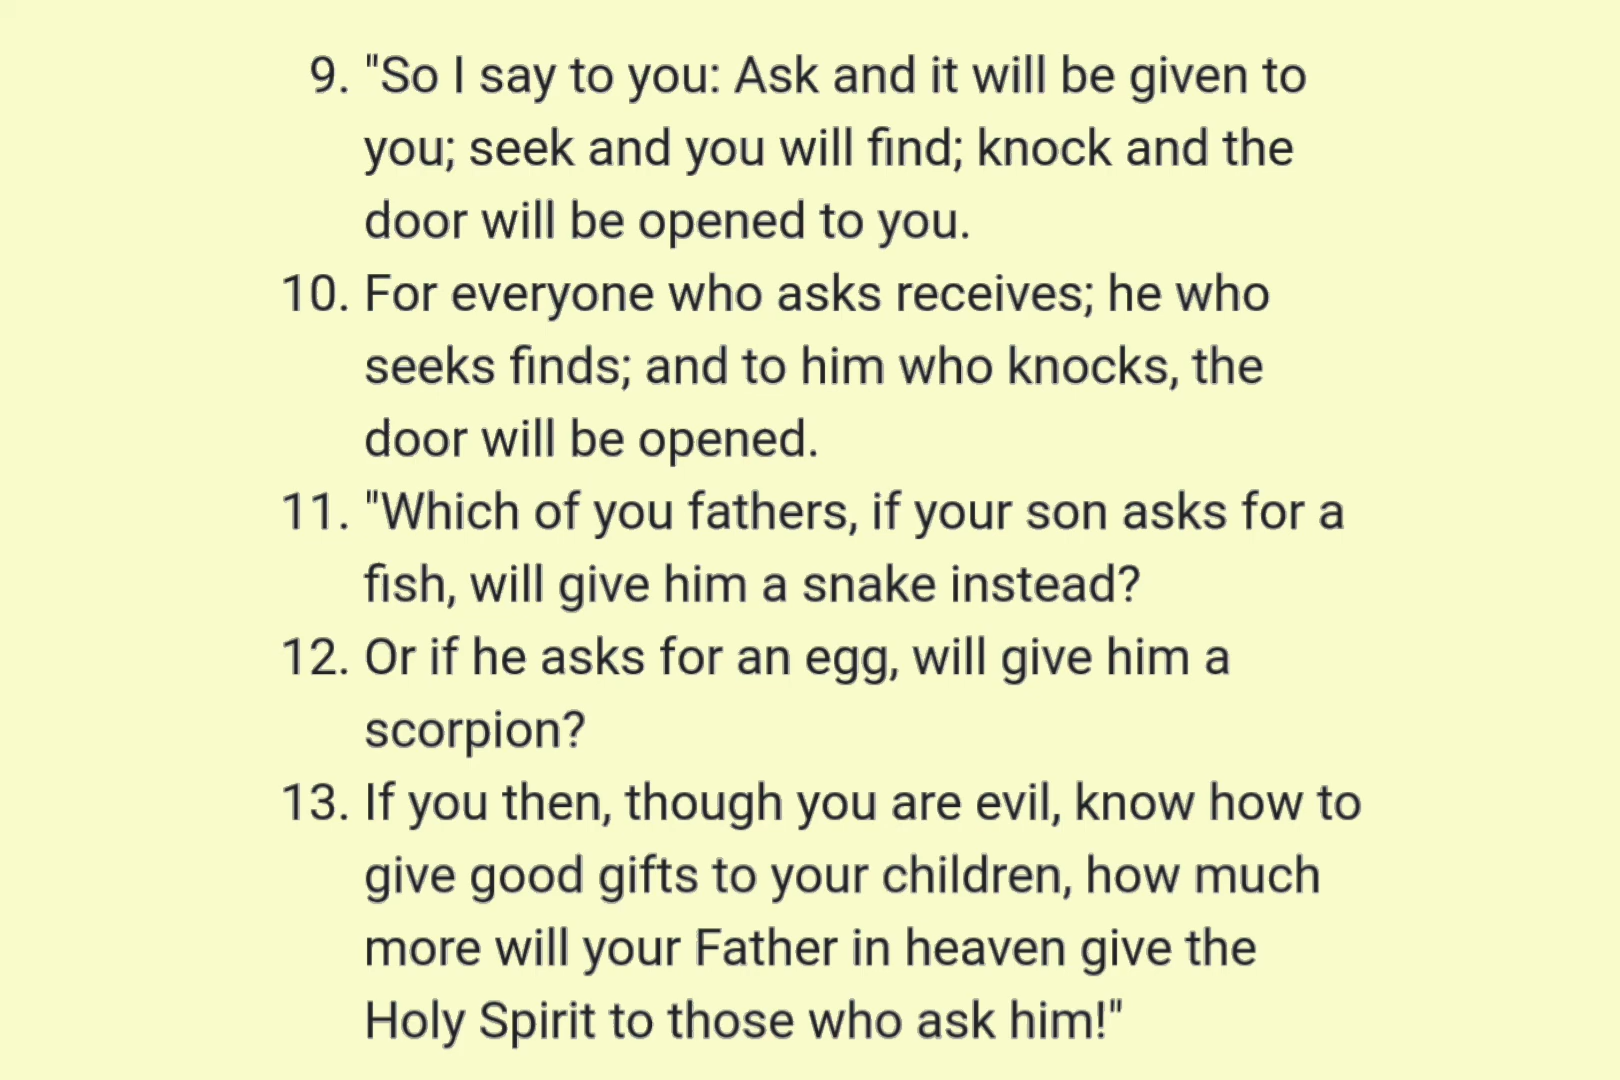 9. "So I say to you: Ask and it will be given to
you; seek and you will find; knock and the
door will be opened to you.
10. For everyone who asks receives; he who
seeks finds; and to him who knocks, the
door will be opened.
11. "Which of you fathers, if your son asks for a
fish, will give him a snake instead?
12. Or if he asks for an egg, will give him a
scorpion?
13. If you then, though you are evil, know how to
give good gifts to your children, how much
more will your Father in heaven give the
Holy Spirit to those who ask him!"